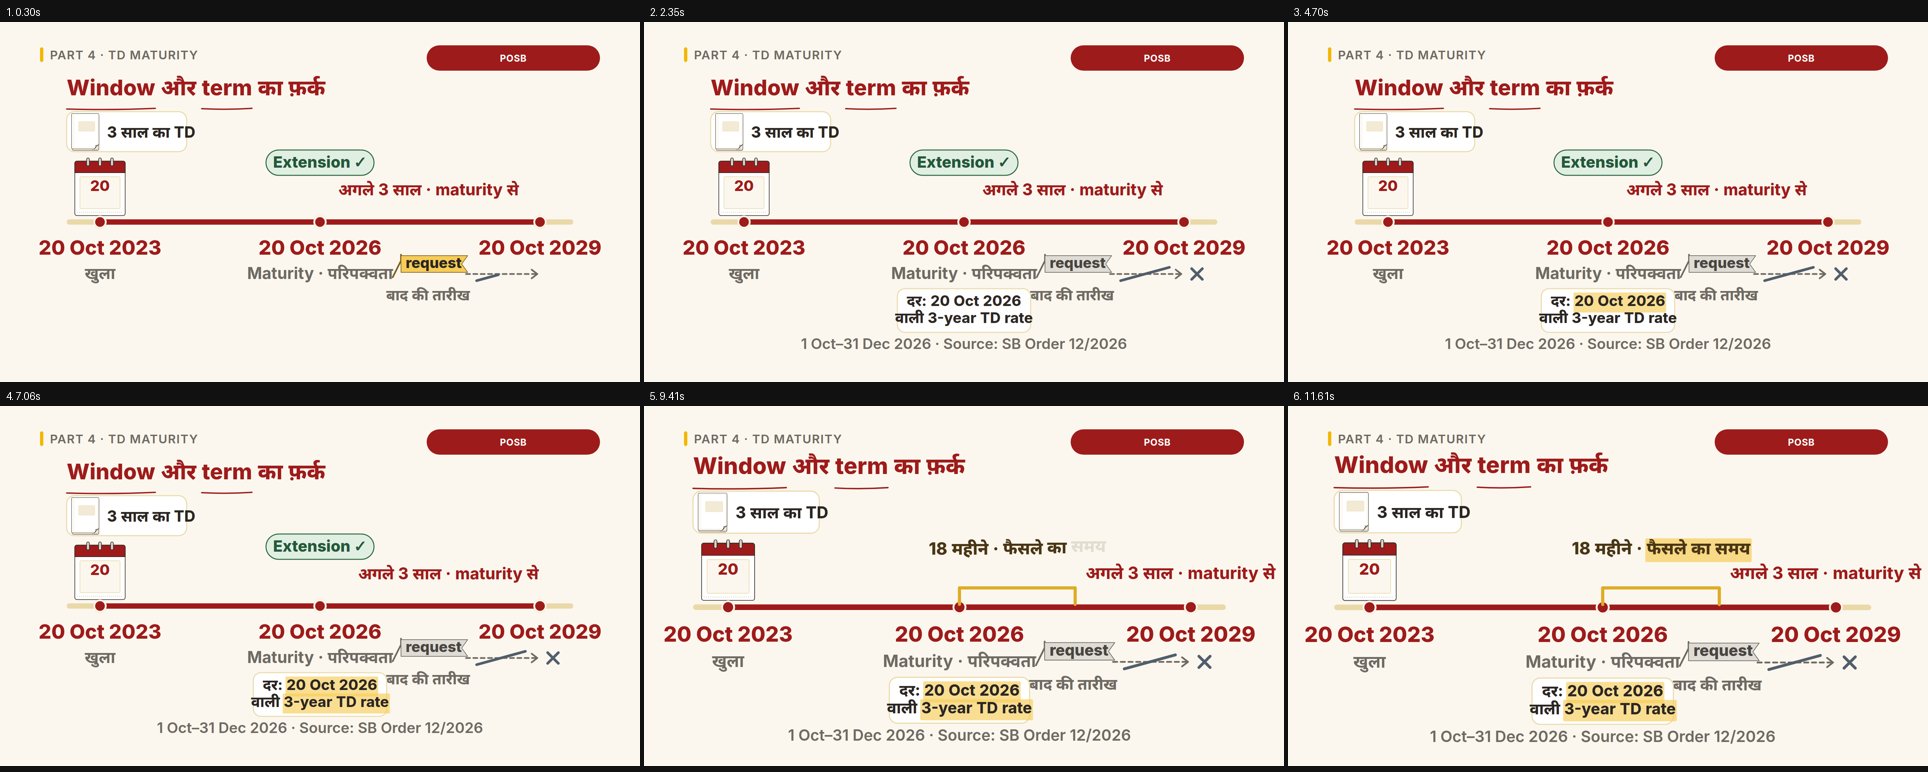 1. 0.30s
PART 4 · TD MATURITY
POSB
Window और term का फ़र्क
3 साल का TD
Extension ✓
20
अगले 3 साल · maturity से
20 Oct 2023
20 Oct 2026
20 Oct 2029
खुला
Maturity · परिपक्वता
request
बाद की तारीख
2. 2.35s
PART 4 · TD MATURITY
POSB
Window और term का फ़र्क
3 साल का TD
Extension ✓
20
अगले 3 साल · maturity से
20 Oct 2023
20 Oct 2026
20 Oct 2029
खुला
Maturity · परिपक्वता
request
बाद की तारीख
दर: 20 Oct 2026
वाली 3-year TD rate
1 Oct–31 Dec 2026 · Source: SB Order 12/2026
3. 4.70s
PART 4 · TD MATURITY
POSB
Window और term का फ़र्क
3 साल का TD
Extension ✓
20
अगले 3 साल · maturity से
20 Oct 2023
20 Oct 2026
20 Oct 2029
खुला
Maturity · परिपक्वता
request
बाद की तारीख
दर: 20 Oct 2026
वाली 3-year TD rate
1 Oct–31 Dec 2026 · Source: SB Order 12/2026
4. 7.06s
PART 4 · TD MATURITY
POSB
Window और term का फ़र्क
3 साल का TD
Extension ✓
20
अगले 3 साल · maturity से
20 Oct 2023
20 Oct 2026
20 Oct 2029
खुला
Maturity · परिपक्वता
request
बाद की तारीख
दर: 20 Oct 2026
वाली 3-year TD rate
1 Oct–31 Dec 2026 · Source: SB Order 12/2026
5. 9.41s
PART 4 · TD MATURITY
POSB
Window और term का फ़र्क
3 साल का TD
18 महीने · फैसले का समय
20
अगले 3 साल · maturity से
20 Oct 2023
20 Oct 2026
20 Oct 2029
खुला
Maturity · परिपक्वता
request
बाद की तारीख
दर: 20 Oct 2026
वाली 3-year TD rate
1 Oct–31 Dec 2026 · Source: SB Order 12/2026
6. 11.61s
PART 4 · TD MATURITY
POSB
Window और term का फ़र्क
3 साल का TD
18 महीने · फैसले का समय
20
अगले 3 साल · maturity से
20 Oct 2023
20 Oct 2026
20 Oct 2029
खुला
Maturity · परिपक्वता
request
बाद की तारीख
दर: 20 Oct 2026
वाली 3-year TD rate
1 Oct–31 Dec 2026 · Source: SB Order 12/2026